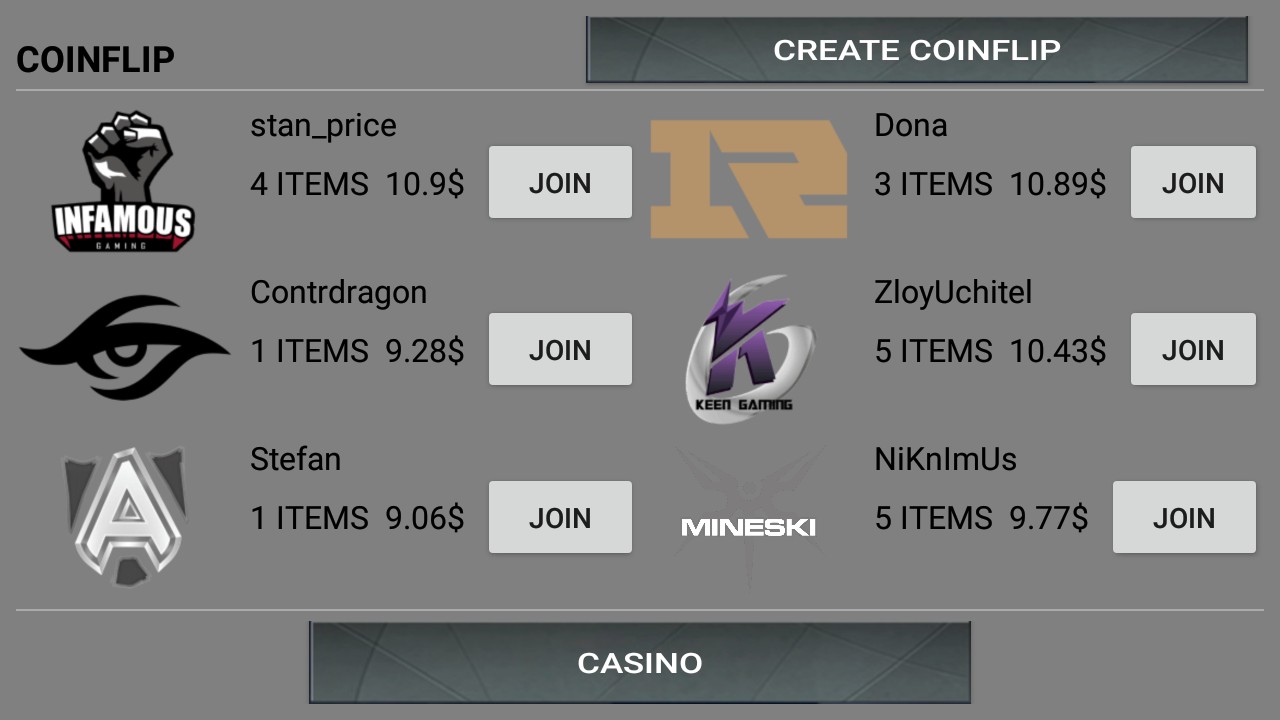 COINFLIP
CREATE COINFLIP
INFAMOUS
GAMING
stan_price
4 ITEMS 10.9$
JOIN
Dona
3 ITEMS 10.89$
JOIN
Contrdragon
1 ITEMS 9.28$
JOIN
KEEN GAMING
ZloyUchitel
5 ITEMS 10.43$
JOIN
Stefan
1 ITEMS 9.06$
JOIN
MINESKI
NiKnImUs
5 ITEMS 9.77$
JOIN
CASINO